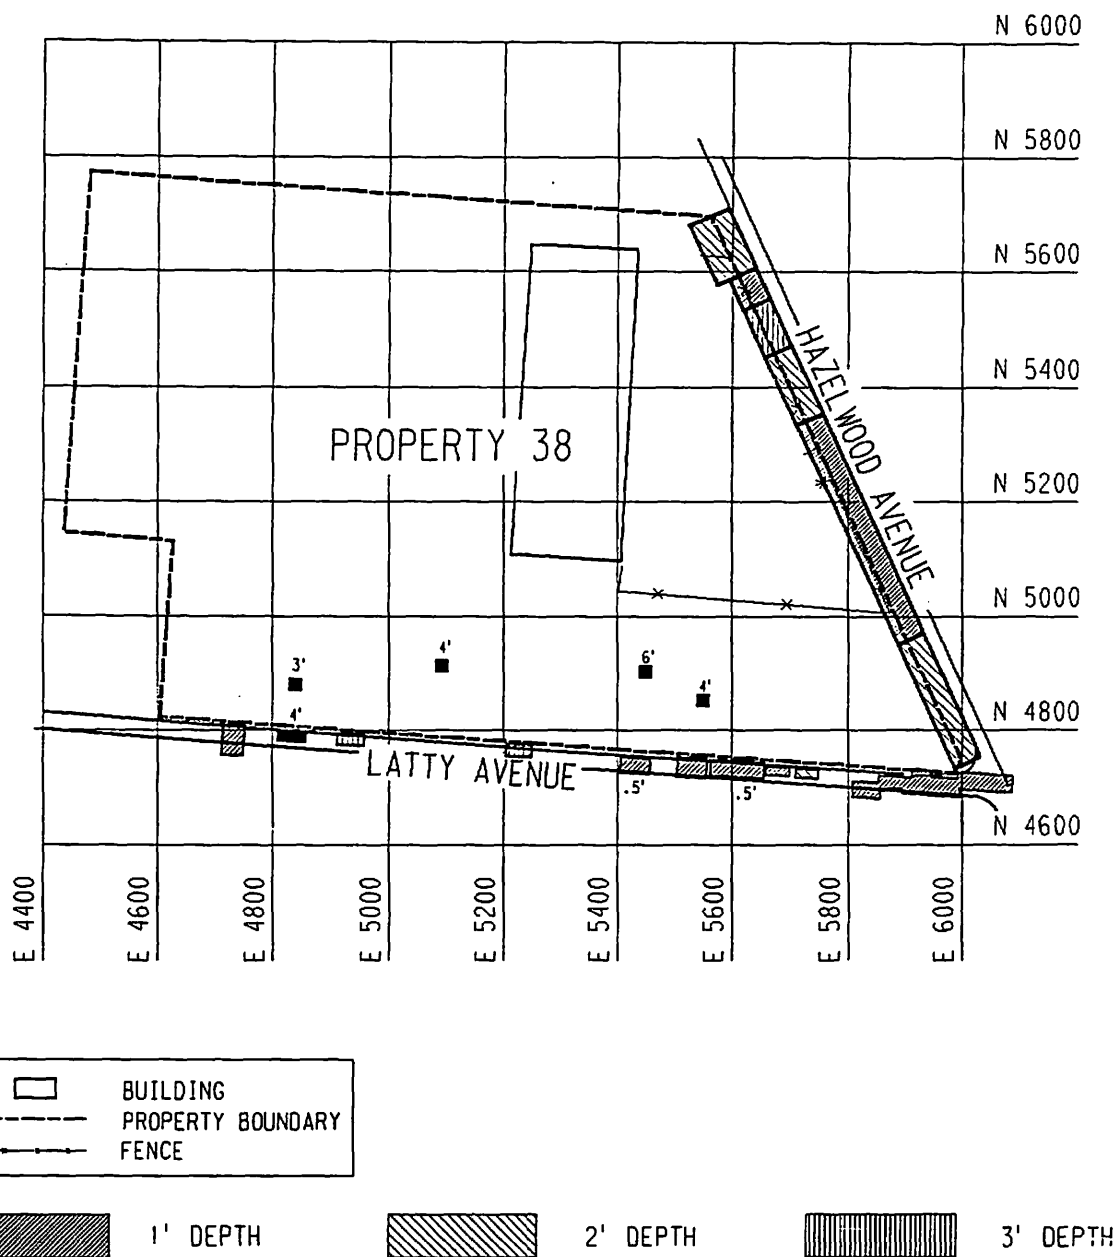 N 6000
N 5800
N 5600
HAZELWOOD AVENUE
N 5400
PROPERTY 38
N 5200
N 5000
3'
4'
6'
4'
4'
N 4800
LATTY AVENUE
.5'
.5'
N 4600
E 4400
E 4600
E 4800
E 5000
E 5200
E 5400
E 5600
E 5800
E 6000
BUILDING
PROPERTY BOUNDARY
FENCE
1' DEPTH
2' DEPTH
3' DEPTH